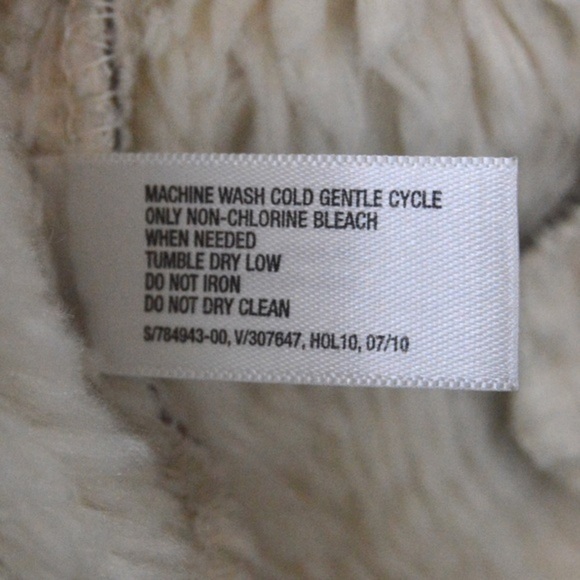 MACHINE WASH COLD GENTLE CYCLE
ONLY NON-CHLORINE BLEACH
WHEN NEEDED
TUMBLE DRY LOW
DO NOT IRON
DO NOT DRY CLEAN
S/784943-00, V/307647, HOL10, 07/10